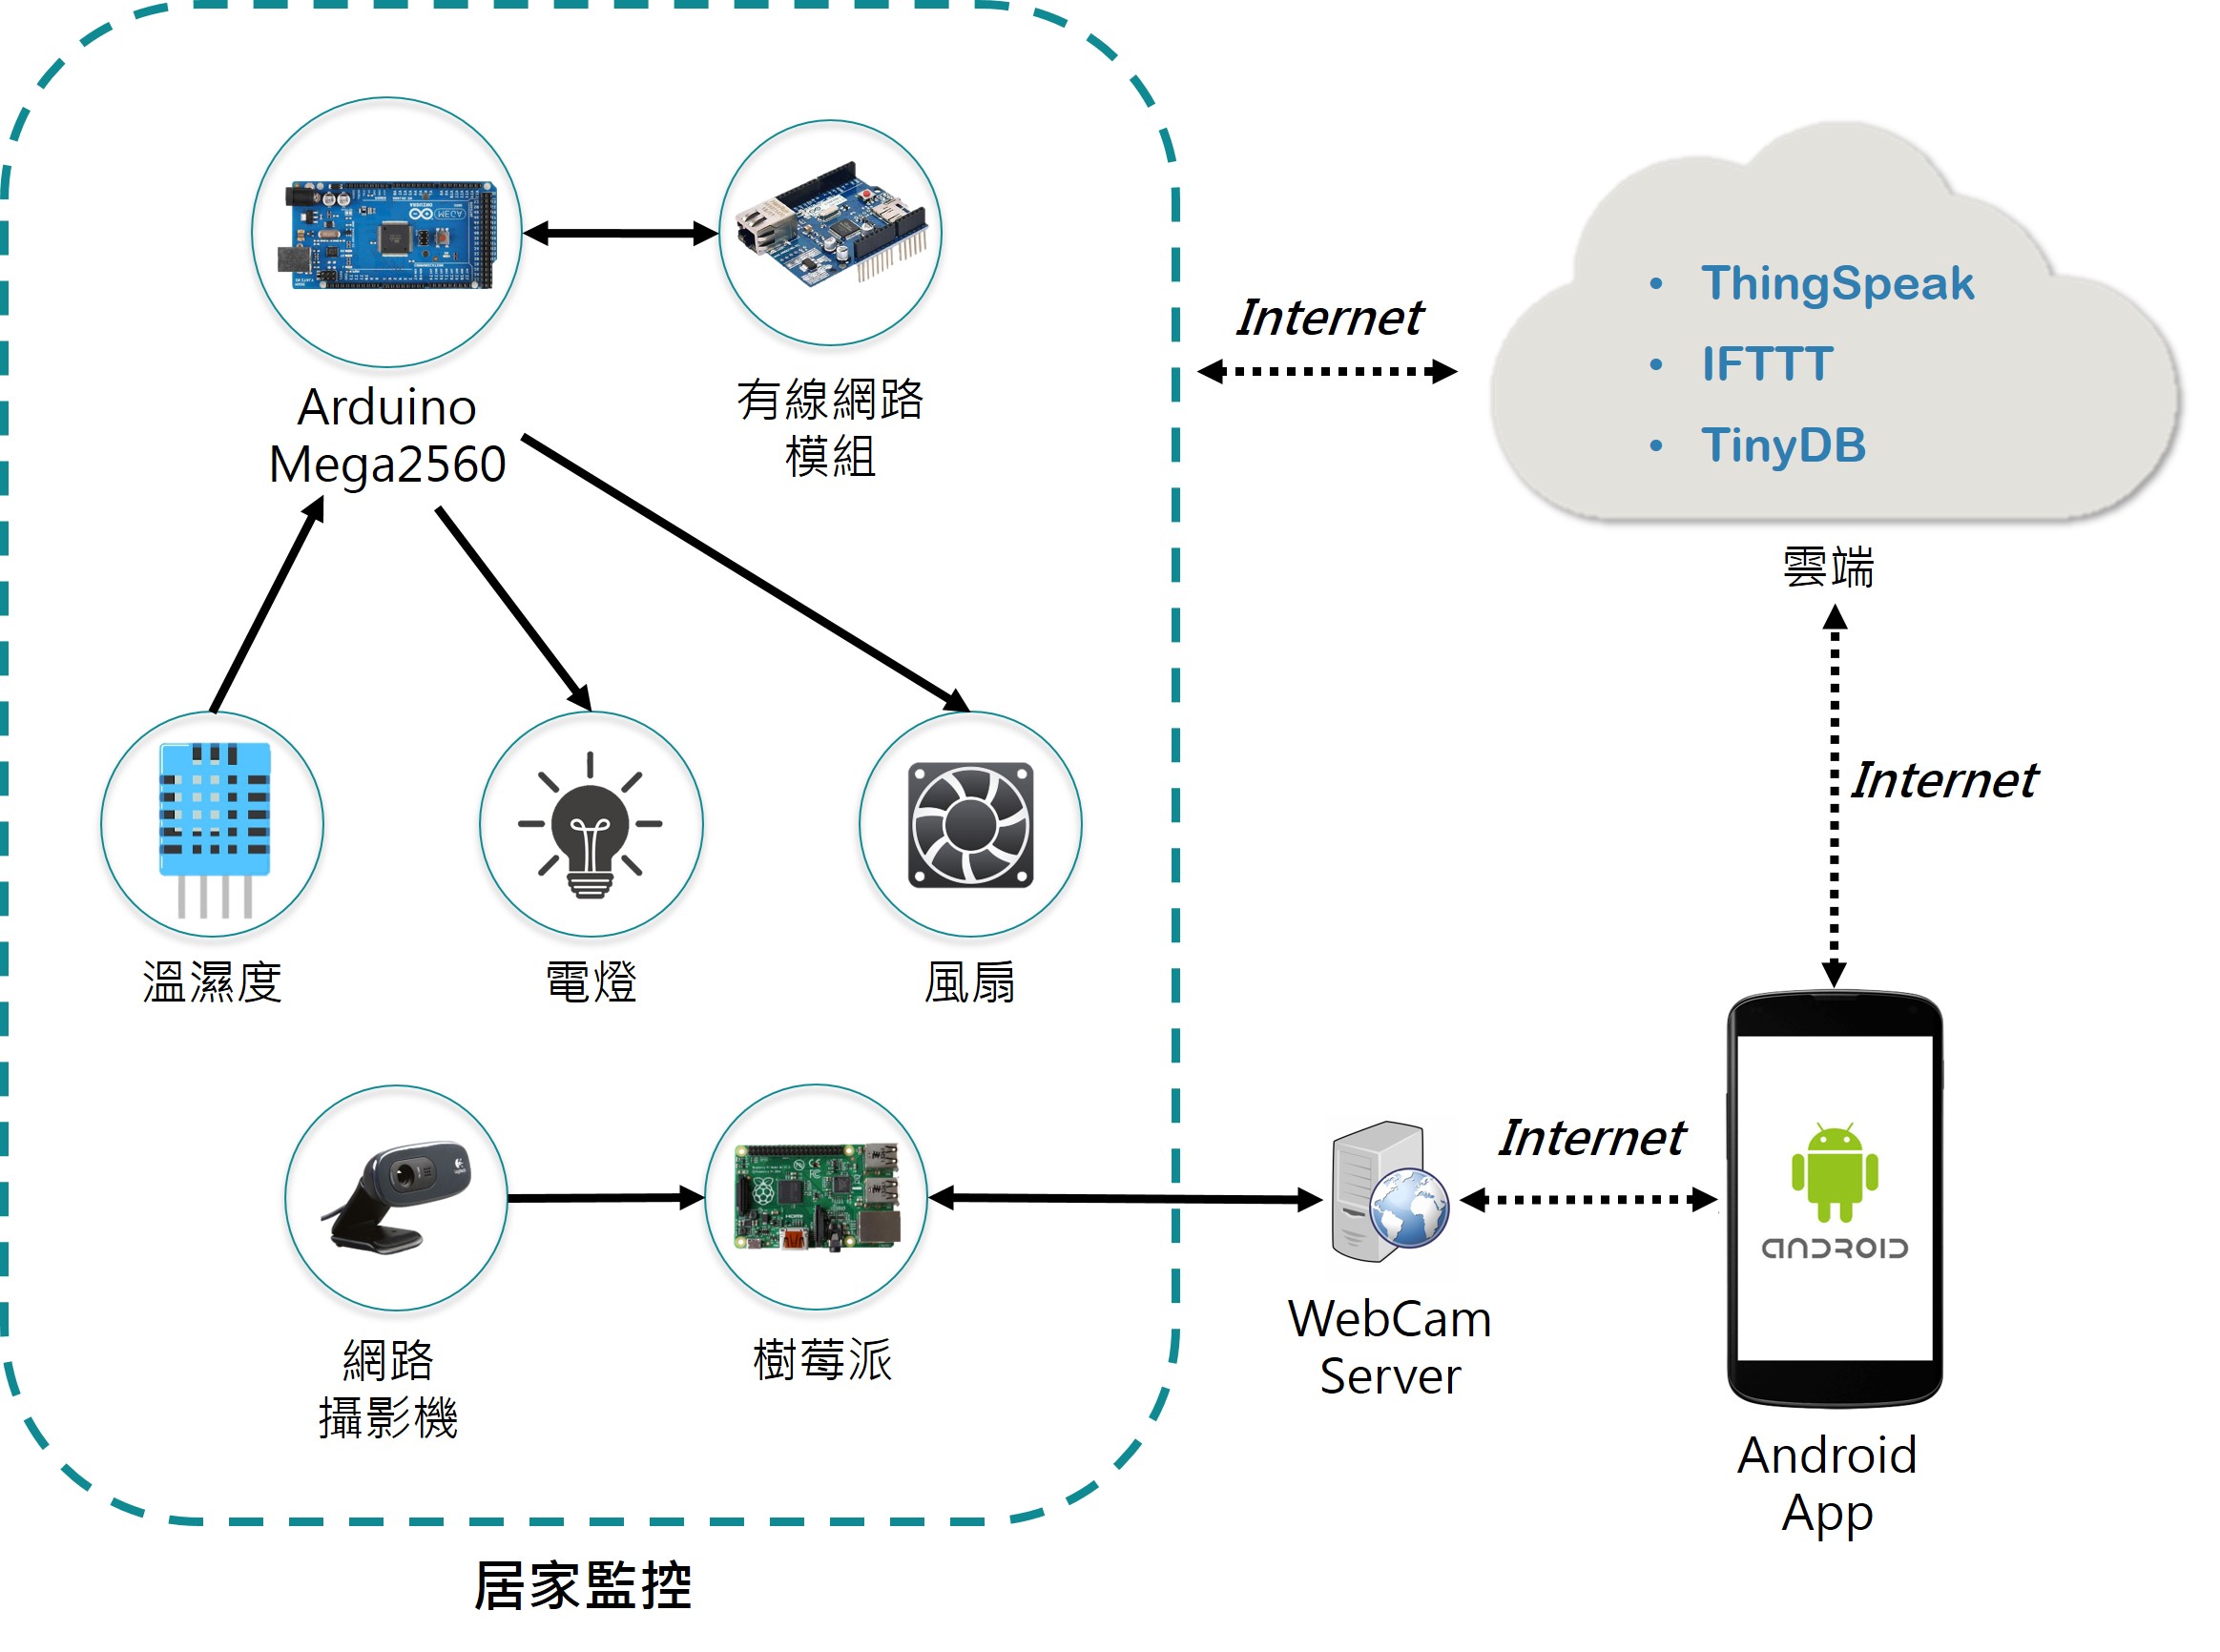 Arduino
Mega2560
有線網路
模組
Internet
• ThingSpeak
• IFTTT
• TinyDB
雲端
Internet
溫濕度
電燈
風扇
網路
攝影機
樹莓派
WebCam
Server
Internet
ANDROID
Android
App
居家監控